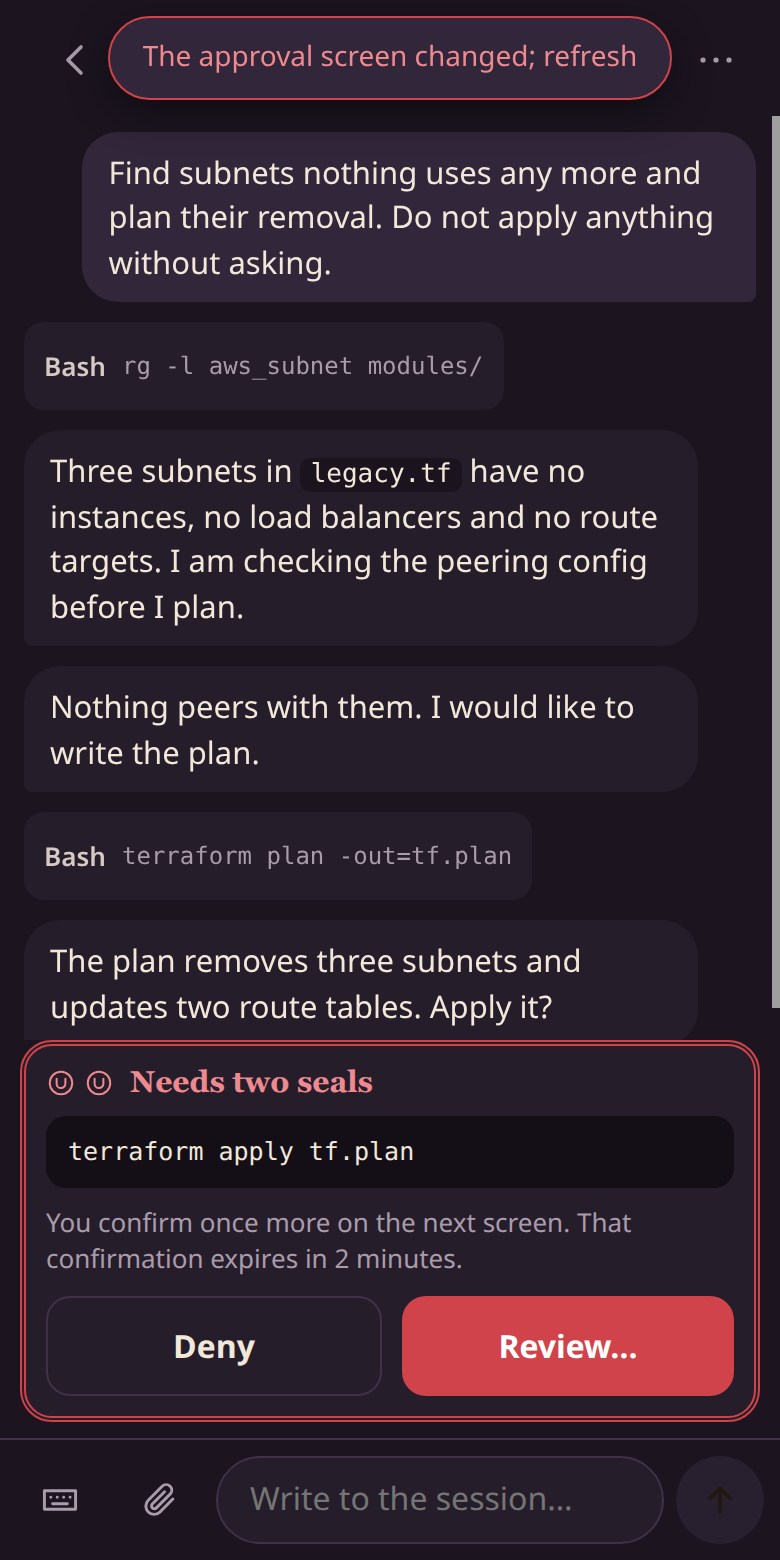 The approval screen changed; refresh
Find subnets nothing uses any more and
plan their removal. Do not apply anything
without asking.
Bash rg -l aws_subnet modules/
Three subnets in legacy.tf have no
instances, no load balancers and no route
targets. I am checking the peering config
before I plan.
Nothing peers with them. I would like to
write the plan.
Bash terraform plan -out=tf.plan
The plan removes three subnets and
updates two route tables. Apply it?
Needs two seals
terraform apply tf.plan
You confirm once more on the next screen. That
confirmation expires in 2 minutes.
Deny
Review…
Write to the session…